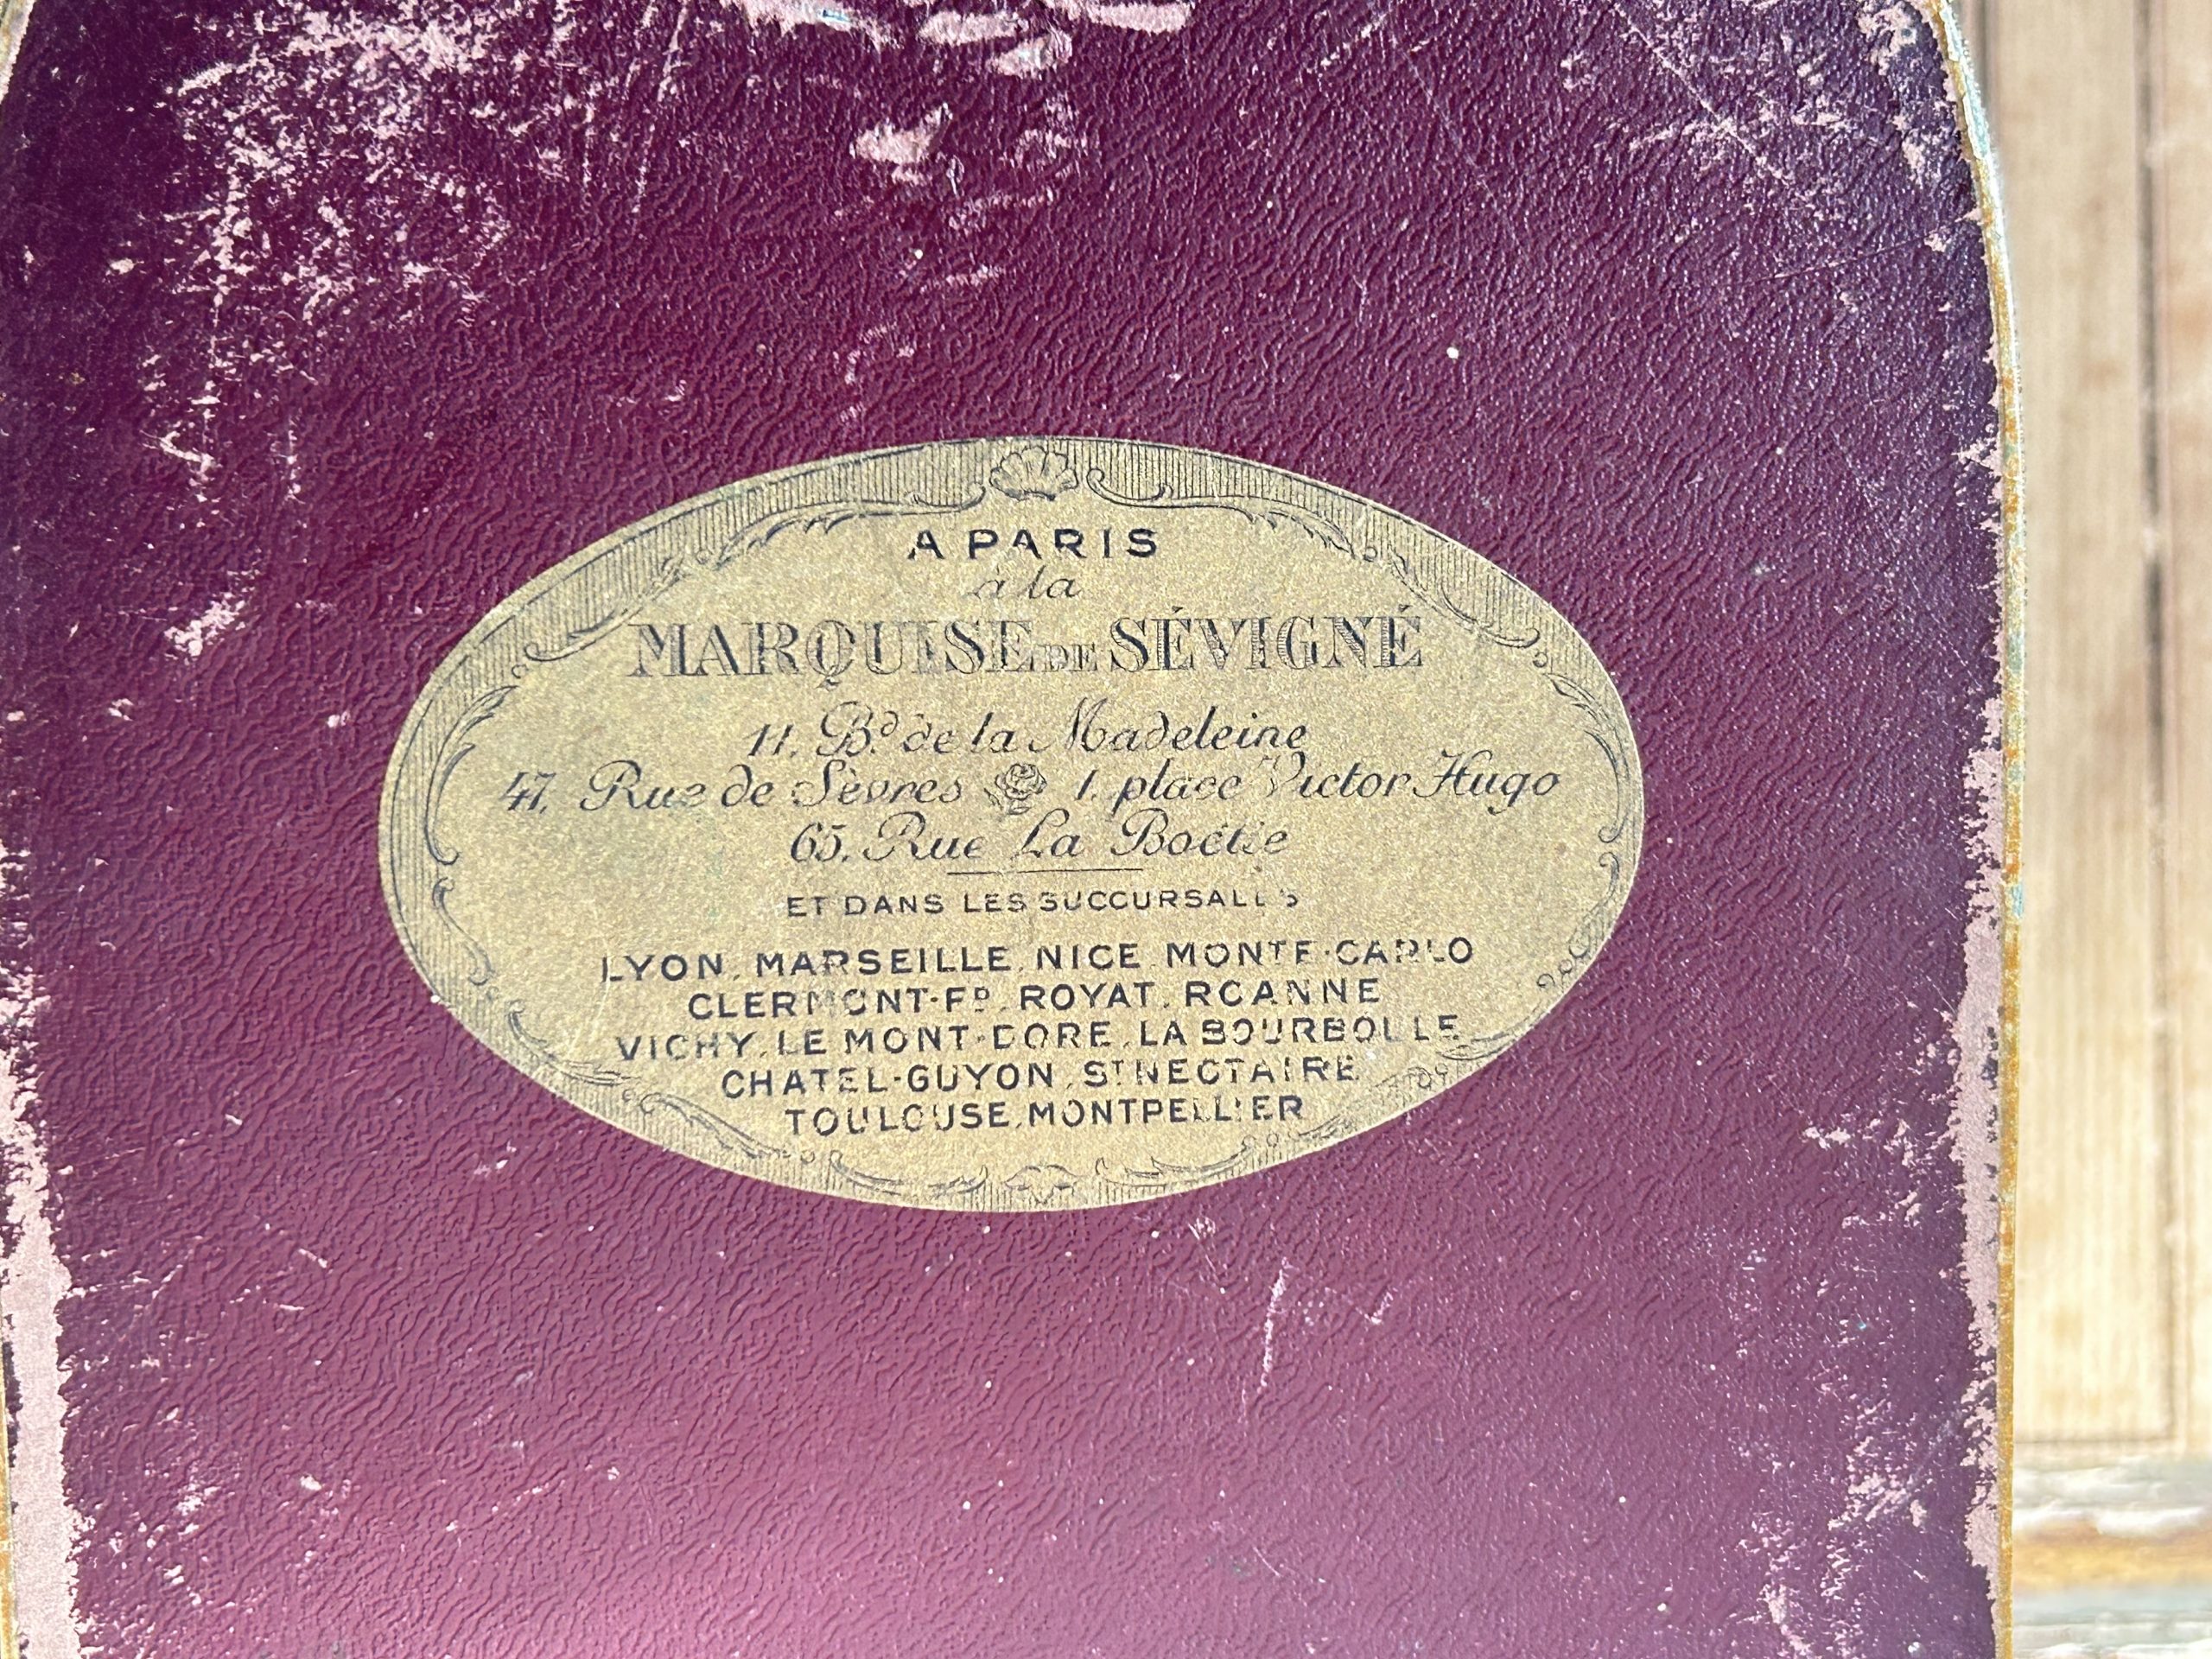 A PARIS
à la
MARQUISE DE SÉVIGNÉ
11, Bd de la Madeleine
47, Rue de Sèvres 1, place Victor Hugo
65, Rue La Boëtie
ET DANS LES SUCCURSALES
LYON, MARSEILLE, NICE, MONTE-CARLO
CLERMONT-FD, ROYAT, ROANNE
VICHY, LE MONT-DORE, LA BOURBOULE
CHATEL-GUYON, ST NECTAIRE
TOULOUSE, MONTPELLIER